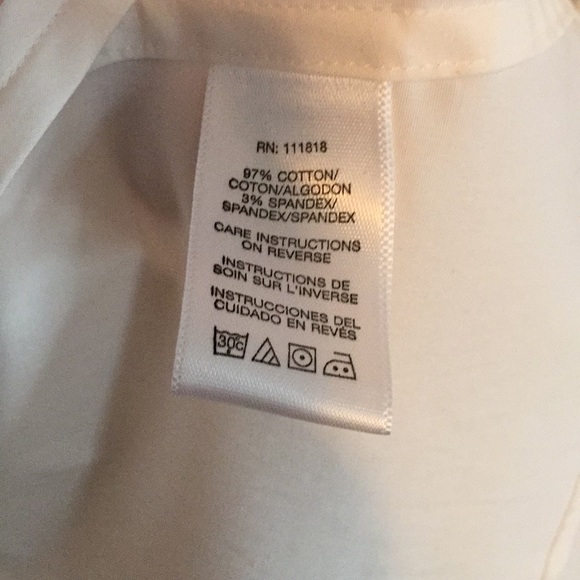 RN: 111818
97% COTTON/
COTON/ALGODON
3% SPANDEX/
SPANDEX/SPANDEX
CARE INSTRUCTIONS
ON REVERSE
INSTRUCTIONS DE
SOIN SUR L'INVERSE
INSTRUCCIONES DEL
CUIDADO EN REVÉS
30C